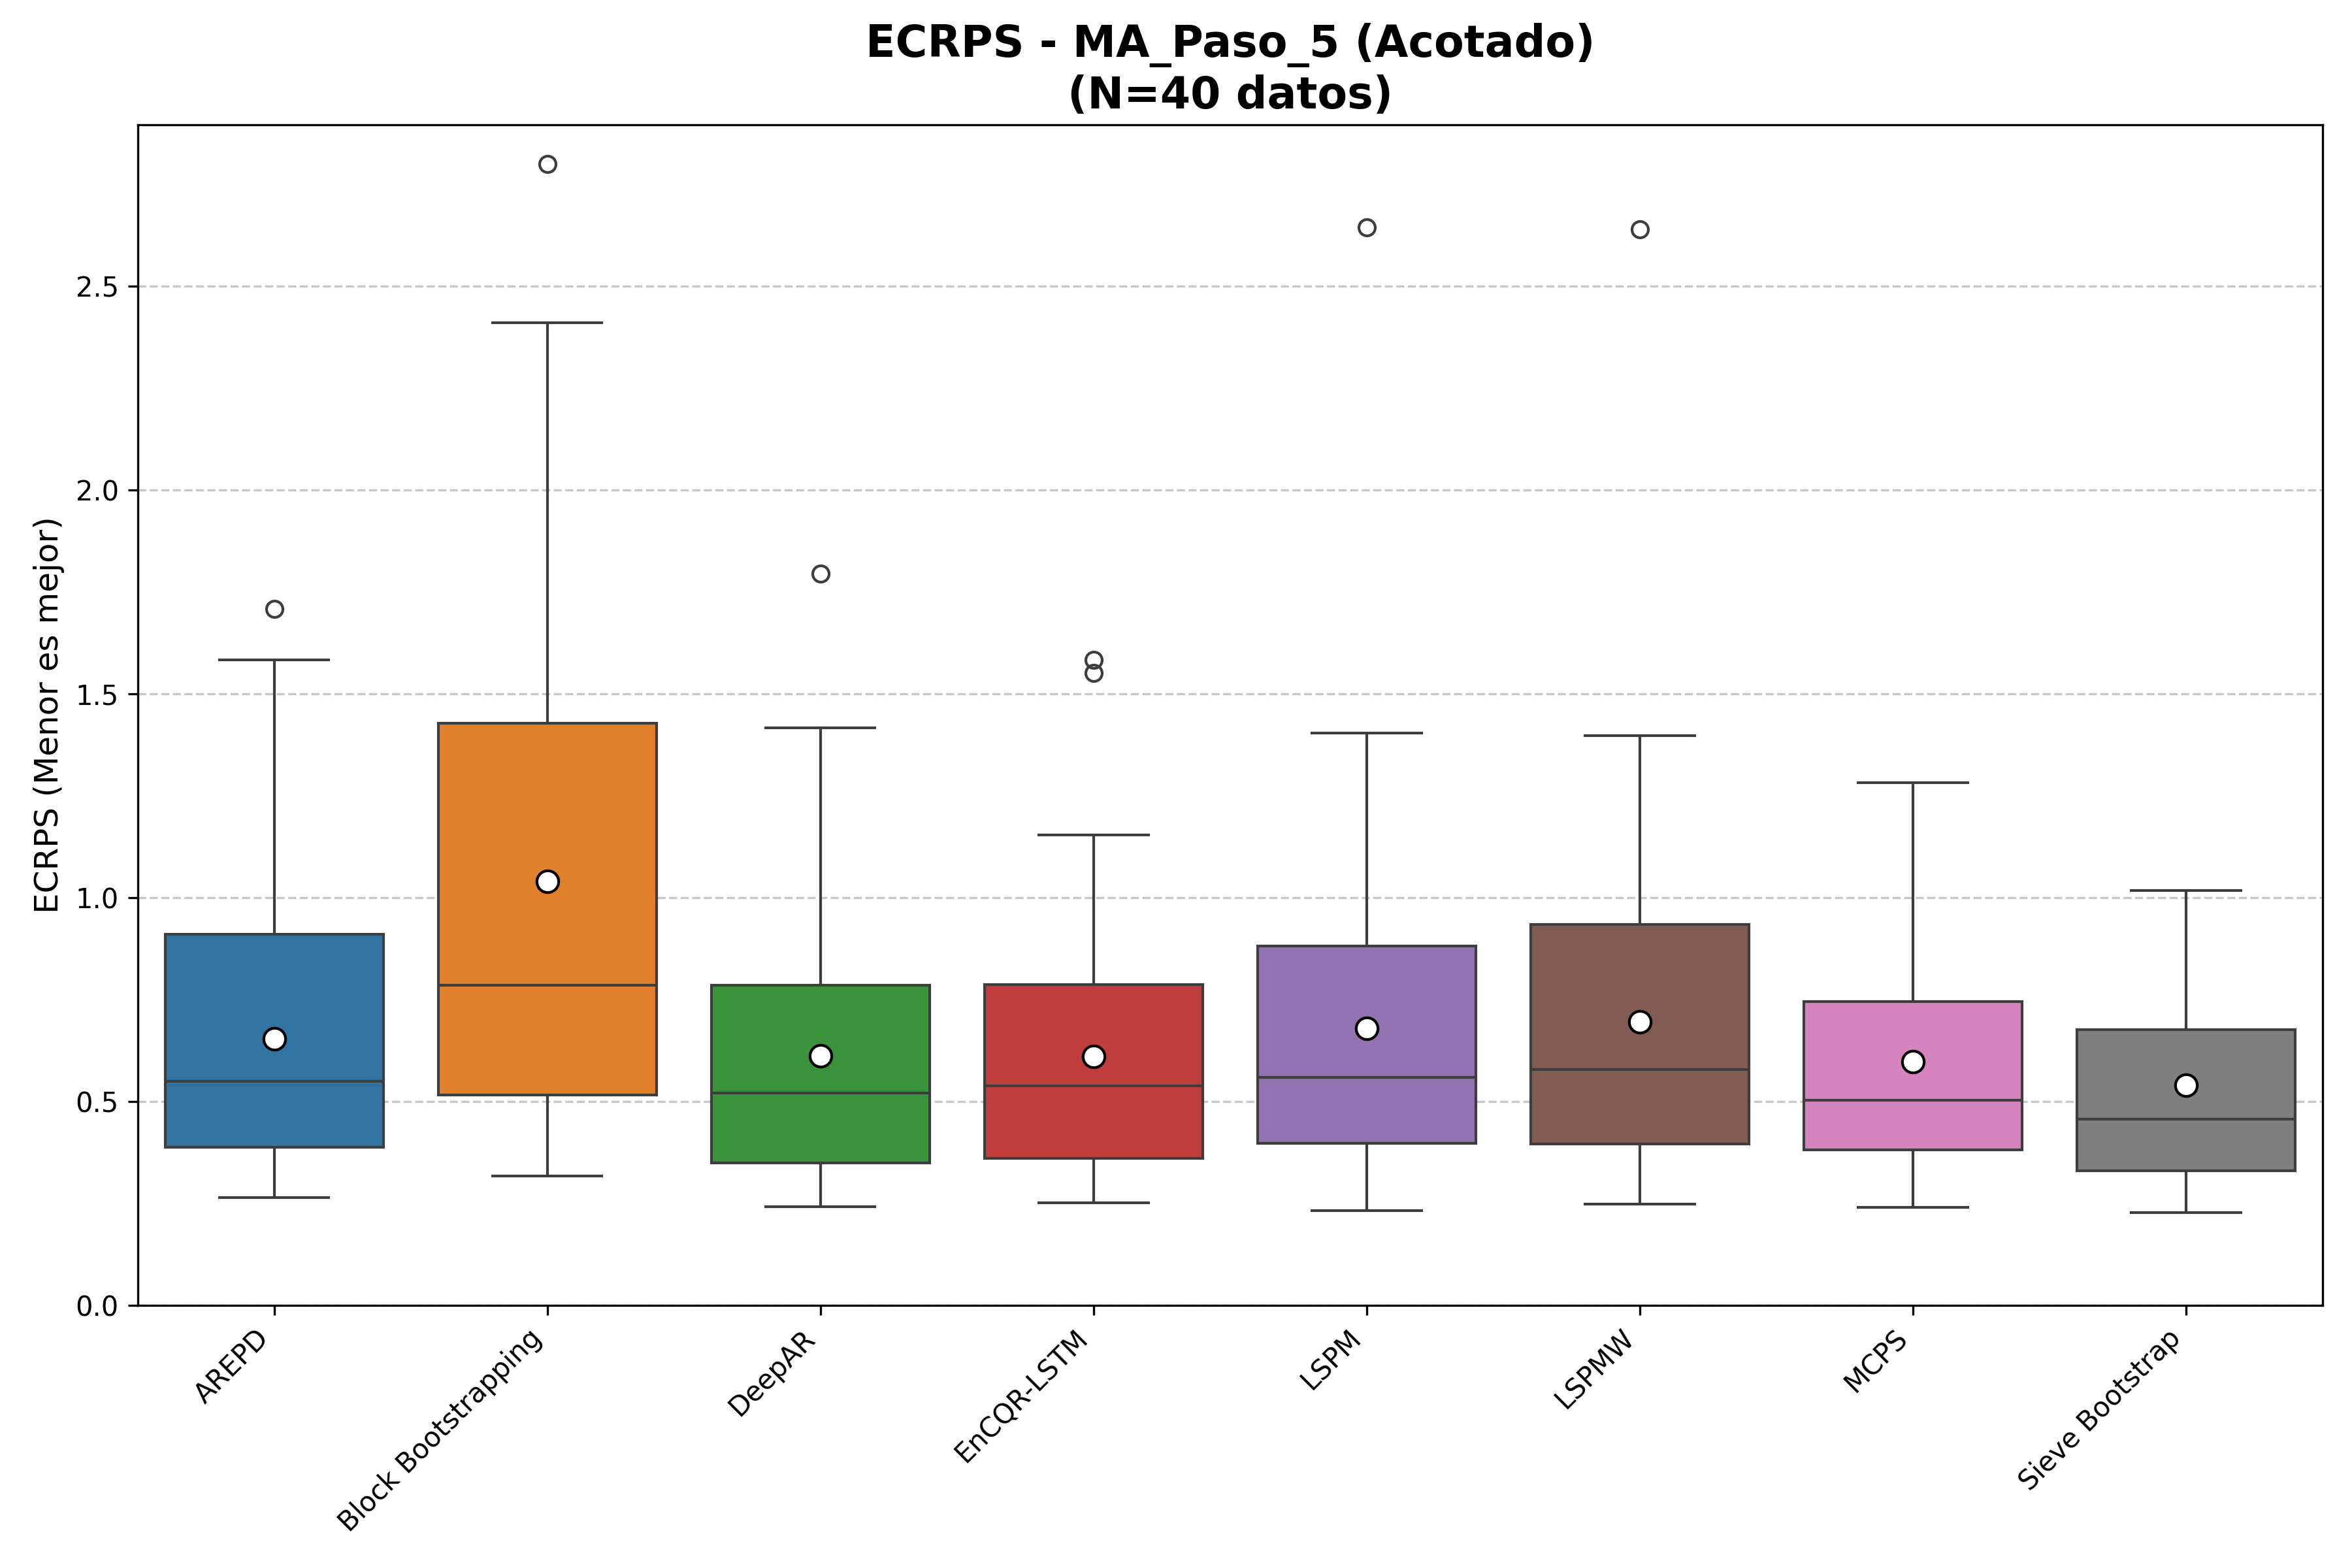 ECRPS - MA_Paso_5 (Acotado)
(N=40 datos)
ECRPS (Menor es mejor)
2.5
2.0
1.5
1.0
0.5
0.0
AREPD
Block Bootstrapping
DeepAR
EnCQR-LSTM
LSPM
LSPMW
MCPS
Sieve Bootstrap